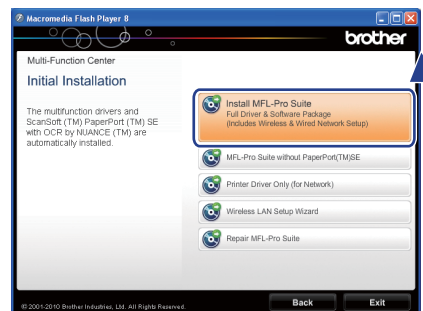 Macromedia Flash Player 8
brother
Multi-Function Center
Initial Installation
The multifunction drivers and
ScanSoft (TM) PaperPort (TM) SE
with OCR by NUANCE (TM) are
automatically installed.
Install MFL-Pro Suite
Full Driver & Software Package
(Includes Wireless & Wired Network Setup)
MFL-Pro Suite without PaperPort(TM)SE
Printer Driver Only (for Network)
Wireless LAN Setup Wizard
Repair MFL-Pro Suite
© 2001-2010 Brother Industries, Ltd. All Rights Reserved.
Back
Exit